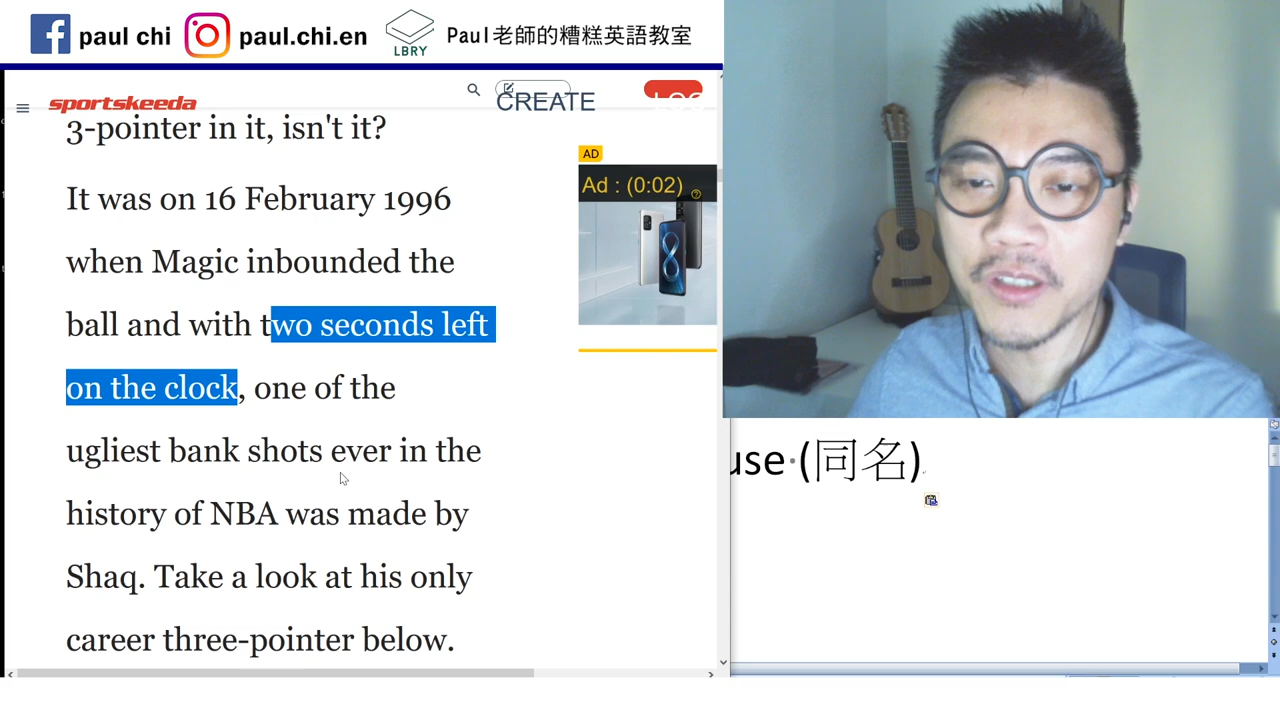 paul chi
paul.chi.en
LBRY
Paul老師的糟糕英語教室
sportskeeda
CREATE
3-pointer in it, isn't it?
It was on 16 February 1996
when Magic inbounded the
ball and with two seconds left
on the clock, one of the
ugliest bank shots ever in the
history of NBA was made by
Shaq. Take a look at his only
career three-pointer below.
AD
Ad : (0:02)
use (同名)